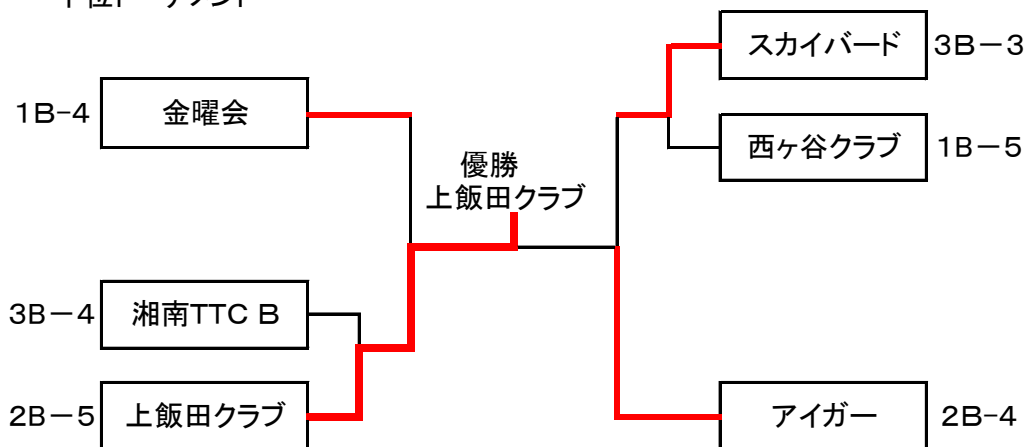 スカイバード 3B－3
1B-4 金曜会
西ヶ谷クラブ 1B－5
優勝
上飯田クラブ
3B－4 湘南TTC B
2B－5 上飯田クラブ
アイガー 2B-4